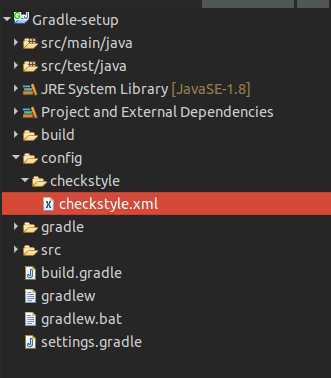 Gradle-setup
src/main/java
src/test/java
JRE System Library [JavaSE-1.8]
Project and External Dependencies
build
config
checkstyle
checkstyle.xml
gradle
src
build.gradle
gradlew
gradlew.bat
settings.gradle